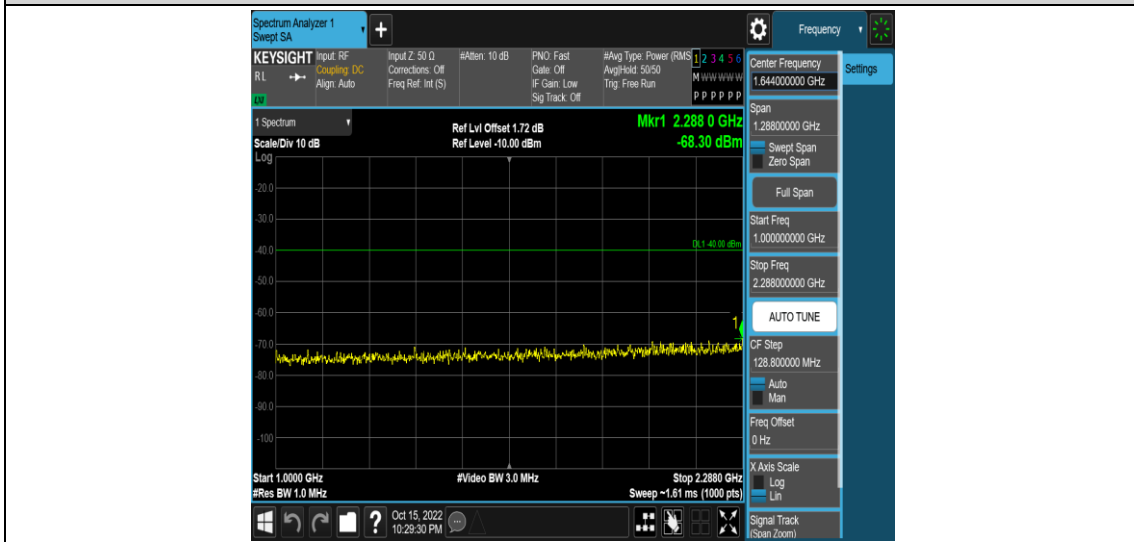 Spectrum Analyzer 1
Swept SA
+
Frequency
KEYSIGHT
RL
LXI
Input: RF
Coupling: DC
Align: Auto
Input Z: 50 Ω
Corrections: Off
Freq Ref: Int (S)
#Atten: 10 dB
PNO: Fast
Gate: Off
IF Gain: Low
Sig Track: Off
#Avg Type: Power (RMS
Avg|Hold: 50/50
Trig: Free Run
1 2 3 4 5 6
M W W W W W
P P P P P P
Center Frequency
1.644000000 GHz
Settings
1 Spectrum
Scale/Div 10 dB
Ref Lvl Offset 1.72 dB
Ref Level -10.00 dBm
Mkr1 2.288 0 GHz
-68.30 dBm
Log
-20.0
-30.0
-40.0
-50.0
-60.0
-70.0
-80.0
-90.0
-100
DL1 -40.00 dBm
1
Start 1.0000 GHz
#Res BW 1.0 MHz
#Video BW 3.0 MHz
Stop 2.2880 GHz
Sweep ~1.61 ms (1000 pts)
Span
1.28800000 GHz
Swept Span
Zero Span
Full Span
Start Freq
1.000000000 GHz
Stop Freq
2.288000000 GHz
AUTO TUNE
CF Step
128.800000 MHz
Auto
Man
Freq Offset
0 Hz
X Axis Scale
Log
Lin
Signal Track
(Span Zoom)
?
Oct 15, 2022
10:29:30 PM